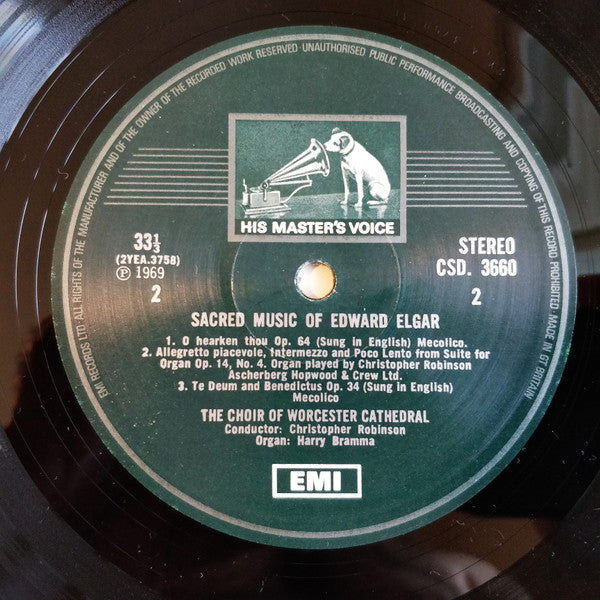 EMI RECORDS LTD. ALL RIGHTS OF THE MANUFACTURER AND OF THE OWNER OF THE RECORDED WORK RESERVED · UNAUTHORISED PUBLIC PERFORMANCE BROADCASTING AND COPYING OF THIS RECORD PROHIBITED · MADE IN GT BRITAIN
HIS MASTER'S VOICE
33⅓
(2YEA.3758)
Ⓟ 1969
2
STEREO
CSD. 3660
2
SACRED MUSIC OF EDWARD ELGAR
1. O hearken thou Op. 64 (Sung in English) Mecolico.
2. Allegretto piacevole, Intermezzo and Poco Lento from Suite for
Organ Op. 14, No. 4. Organ played by Christopher Robinson
Ascherberg Hopwood & Crew Ltd.
3. Te Deum and Benedictus Op. 34 (Sung in English)
Mecolico
THE CHOIR OF WORCESTER CATHEDRAL
Conductor: Christopher Robinson
Organ: Harry Bramma
EMI